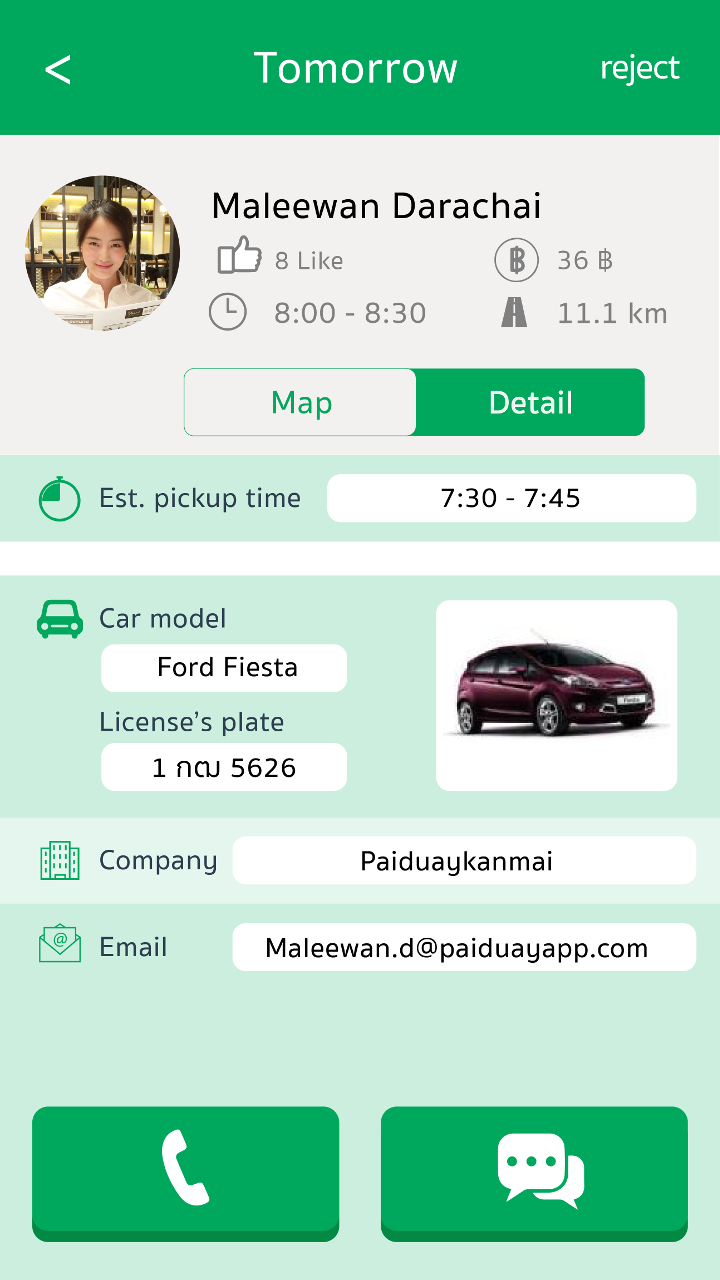 < Tomorrow reject
Maleewan Darachai
8 Like 36 ฿
8:00 - 8:30 11.1 km
Map Detail
Est. pickup time 7:30 - 7:45
Car model
Ford Fiesta
License’s plate
1 กฒ 5626
Company Paiduaykanmai
Email Maleewan.d@paiduayapp.com